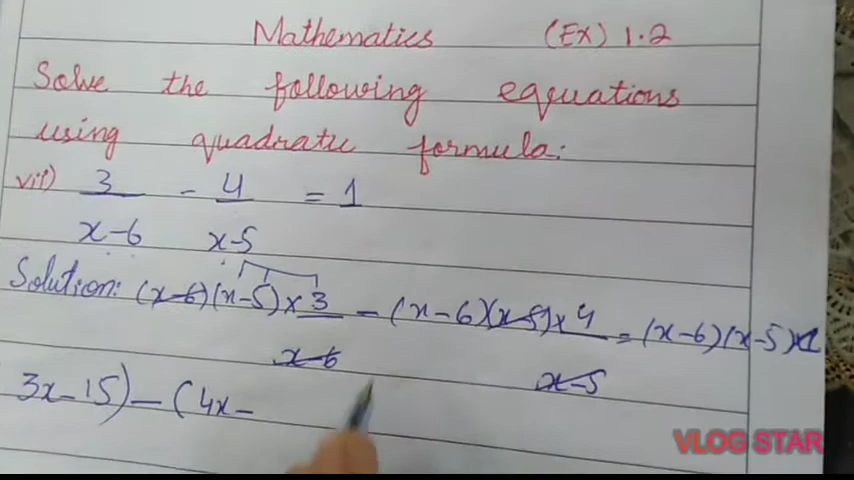 Mathematics (Ex) 1.2
Solve the following equations
using quadratic formula:
vii) 3/x-6 - 4/x-5 = 1
Solution: (x-6)(x-5)×3/x-6 - (x-6)(x-5)×4/x-5 = (x-6)(x-5)×1
3x-15) - (4x-
VLOG STAR